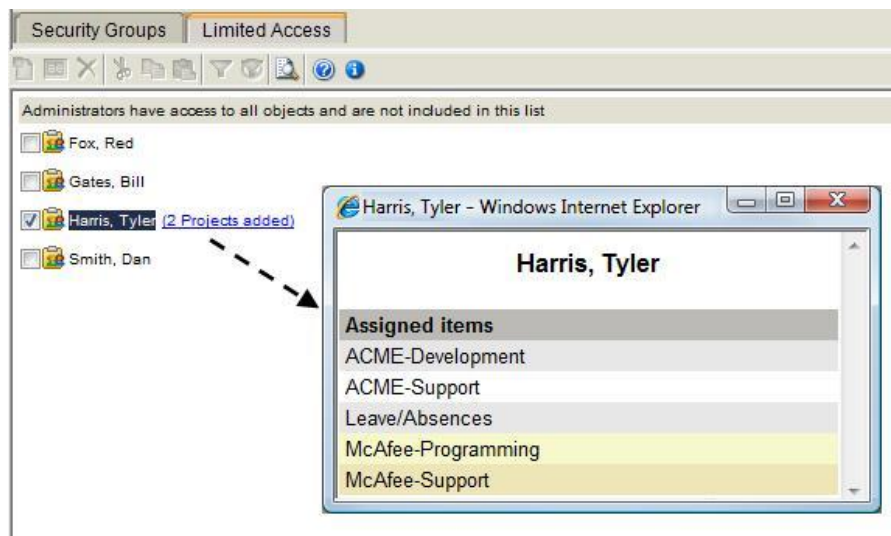 Security Groups Limited Access
Administrators have access to all objects and are not included in this list
Fox, Red
Gates, Bill
Harris, Tyler (2 Projects added)
Smith, Dan
Harris, Tyler - Windows Internet Explorer
Harris, Tyler
Assigned items
ACME-Development
ACME-Support
Leave/Absences
McAfee-Programming
McAfee-Support